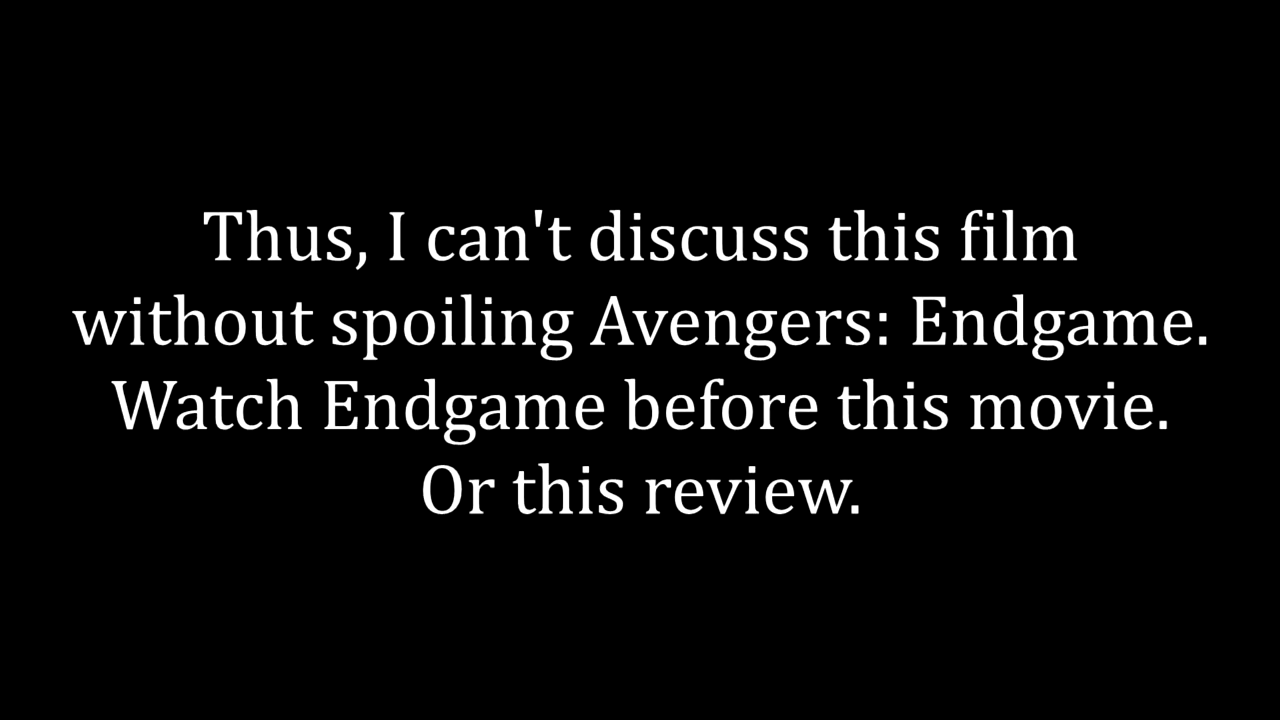 Thus, I can't discuss this film
without spoiling Avengers: Endgame.
Watch Endgame before this movie.
Or this review.